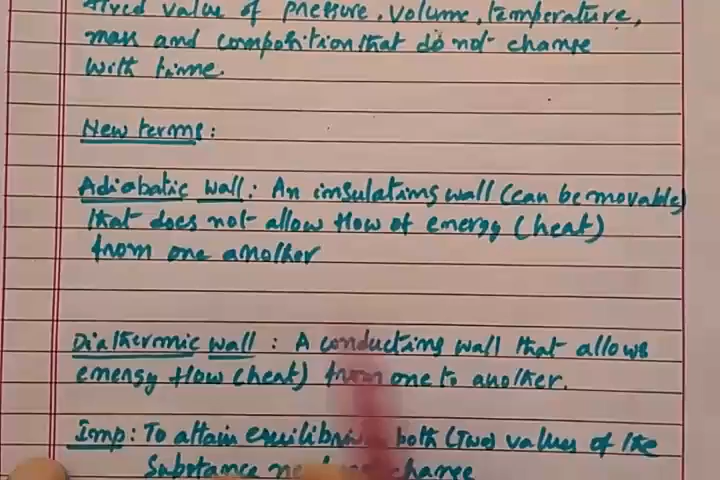 fixed value of pressure, volume, temperature,
mass and composition that do not change
with time.
New terms:
Adiabatic wall: An insulating wall (can be movable)
that does not allow flow of energy (heat)
from one another
Diathermic wall : A conducting wall that allows
energy flow (heat) from one to another.
Imp: To attain both (two) values of the
Substance change